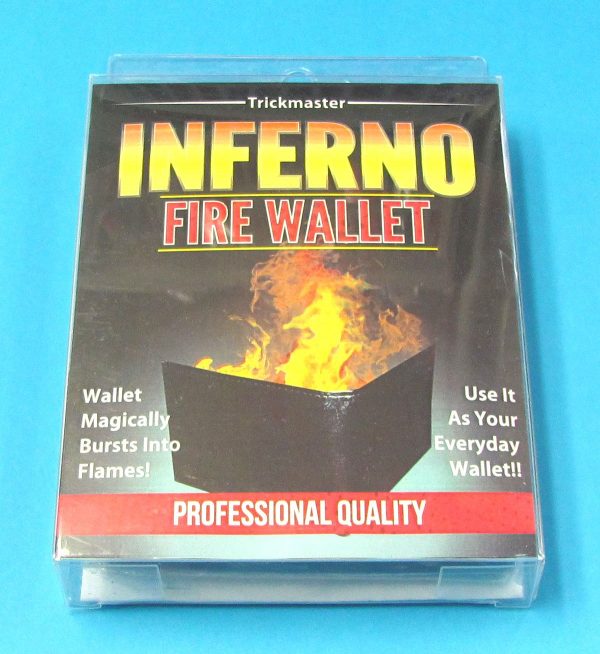 Trickmaster
INFERNO
FIRE WALLET
Wallet
Magically
Bursts Into
Flames!
Use It
As Your
Everyday
Wallet!!
PROFESSIONAL QUALITY